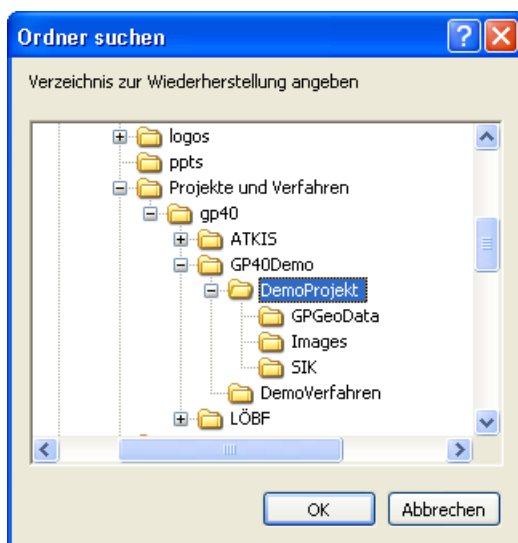 Ordner suchen
Verzeichnis zur Wiederherstellung angeben
logos
ppts
Projekte und Verfahren
gp40
ATKIS
GP40Demo
DemoProjekt
GPGeoData
Images
SIK
DemoVerfahren
LÖBF
OK Abbrechen